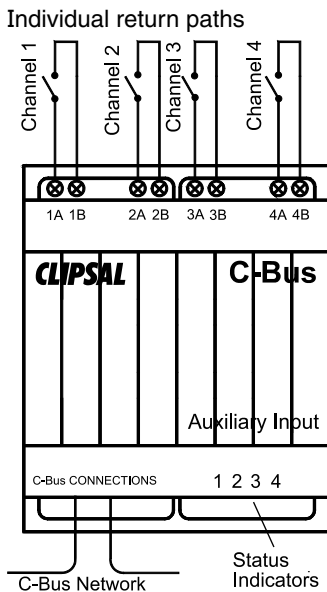 Individual return paths
Channel 1
Channel 2
Channel 3
Channel 4
1A 1B 2A 2B 3A 3B 4A 4B
CLIPSAL C-Bus
Auxiliary Input
C-Bus CONNECTIONS 1 2 3 4
Status
Indicators
C-Bus Network